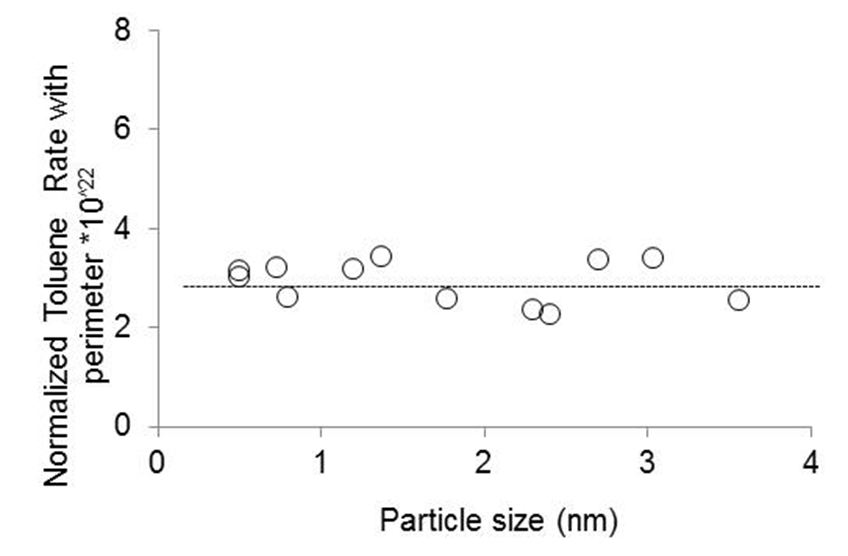 Normalized Toluene Rate with
perimeter *10^22
8
6
4
2
0
0 1 2 3 4
Particle size (nm)